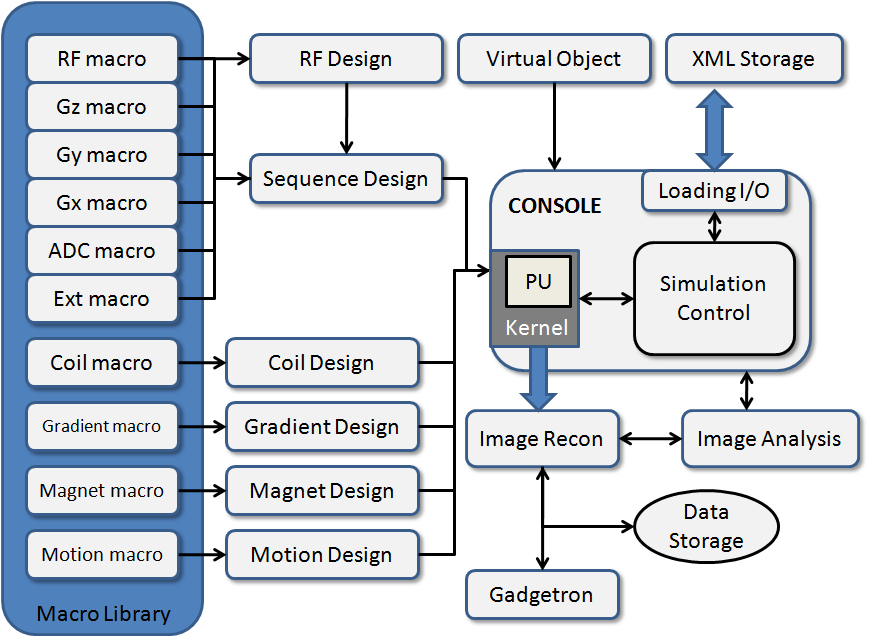 RF macro
Gz macro
Gy macro
Gx macro
ADC macro
Ext macro
Coil macro
Gradient macro
Magnet macro
Motion macro
Macro Library
RF Design
Sequence Design
Coil Design
Gradient Design
Magnet Design
Motion Design
Virtual Object
XML Storage
CONSOLE
Loading I/O
PU
Kernel
Simulation
Control
Image Recon
Image Analysis
Data
Storage
Gadgetron